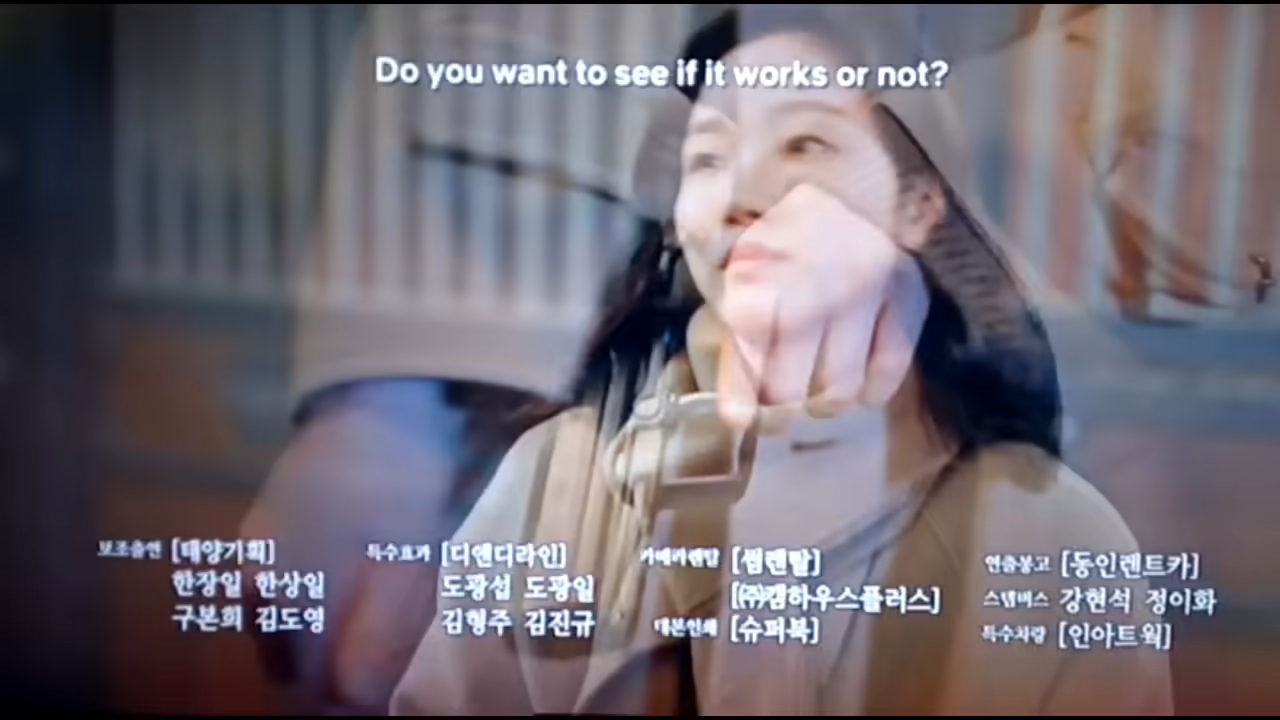 Do you want to see if it works or not?
보조출연 [태양기획]
한장일 한상일
구본희 김도영
특수효과 [디앤디라인]
도광섭 도광일
김형주 김진규
카메라렌탈 [썸렌탈]
[㈜캠하우스플러스]
대본인쇄 [슈퍼북]
연출봉고 [동인렌트카]
스텝버스 강현석 정이화
특수차량 [인아트웍]